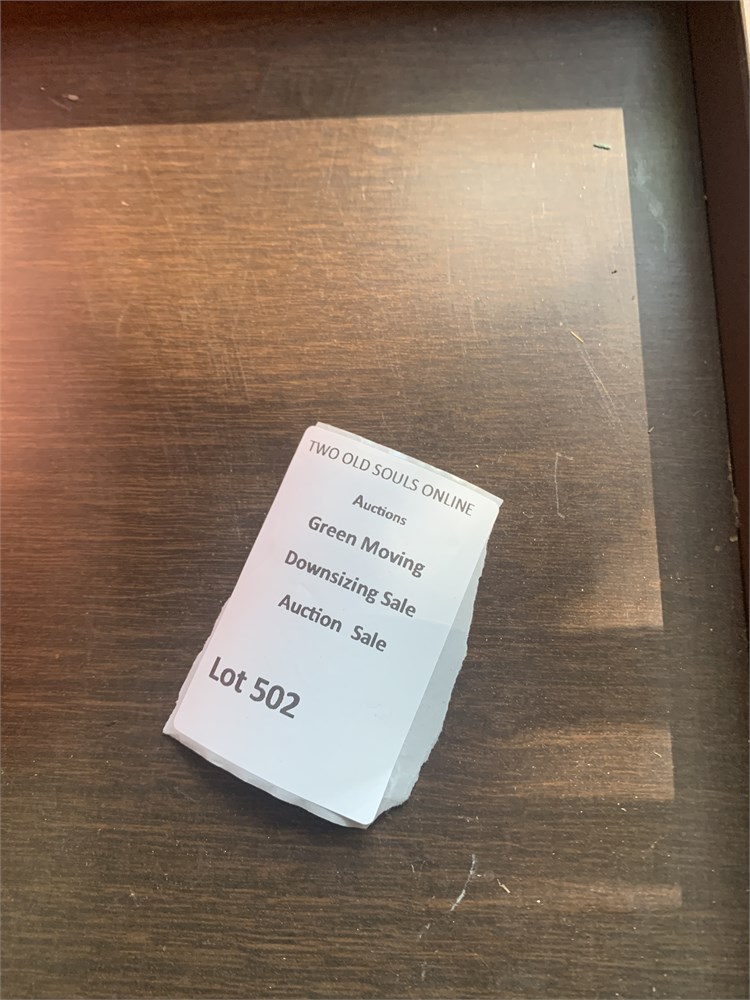 TWO OLD SOULS ONLINE
Auctions
Green Moving
Downsizing Sale
Auction Sale
Lot 502